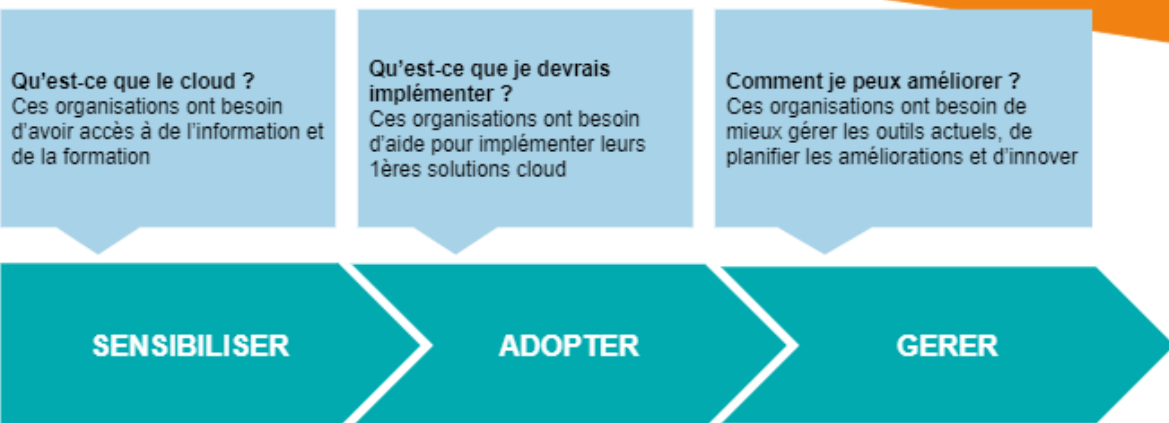 Qu'est-ce que le cloud ?
Ces organisations ont besoin
d'avoir accès à de l'information et
de la formation
Qu'est-ce que je devrais
implémenter ?
Ces organisations ont besoin
d'aide pour implémenter leurs
1ères solutions cloud
Comment je peux améliorer ?
Ces organisations ont besoin de
mieux gérer les outils actuels, de
planifier les améliorations et d'innover
SENSIBILISER
ADOPTER
GERER